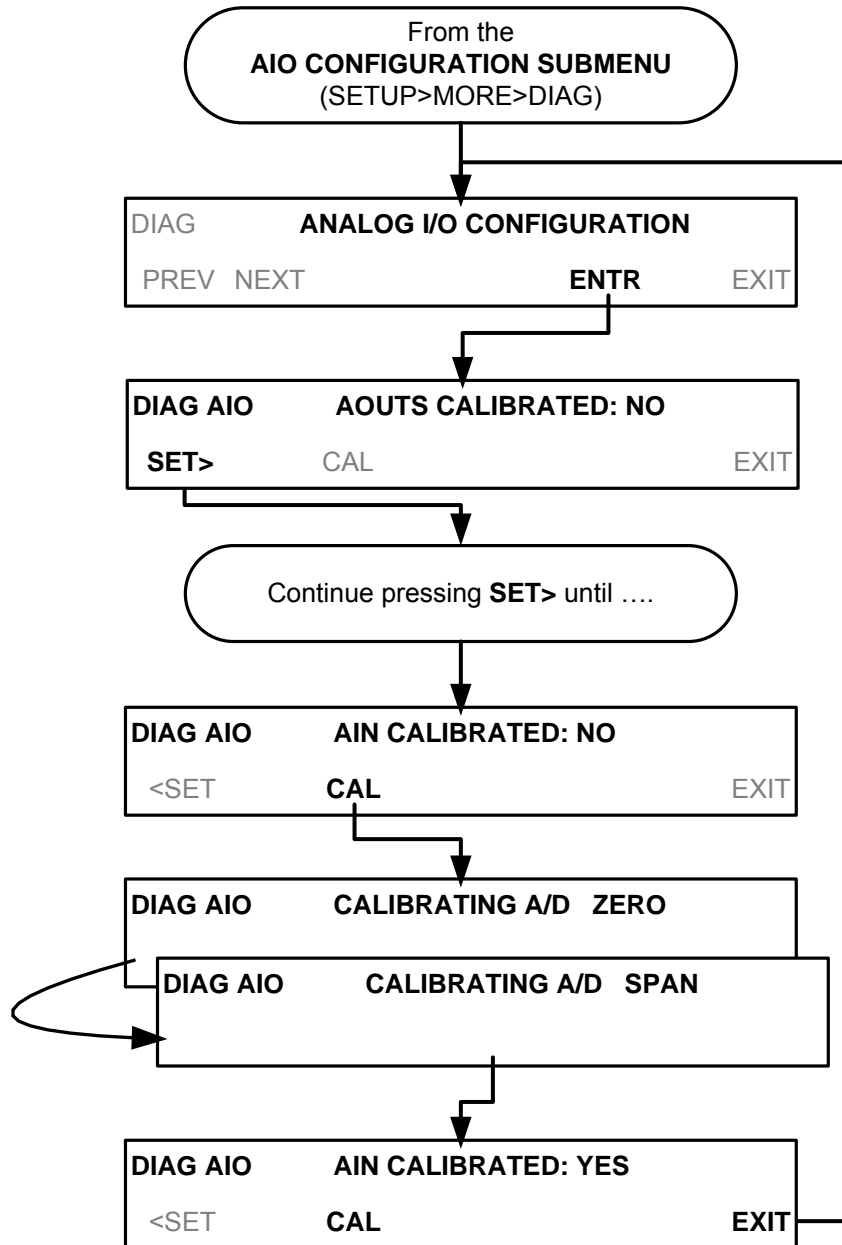 From the
AIO CONFIGURATION SUBMENU
(SETUP>MORE>DIAG)
DIAG ANALOG I/O CONFIGURATION
PREV NEXT ENTR EXIT
DIAG AIO AOUTS CALIBRATED: NO
SET> CAL EXIT
Continue pressing SET> until ....
DIAG AIO AIN CALIBRATED: NO
<SET CAL EXIT
DIAG AIO CALIBRATING A/D ZERO
DIAG AIO CALIBRATING A/D SPAN
DIAG AIO AIN CALIBRATED: YES
<SET CAL EXIT